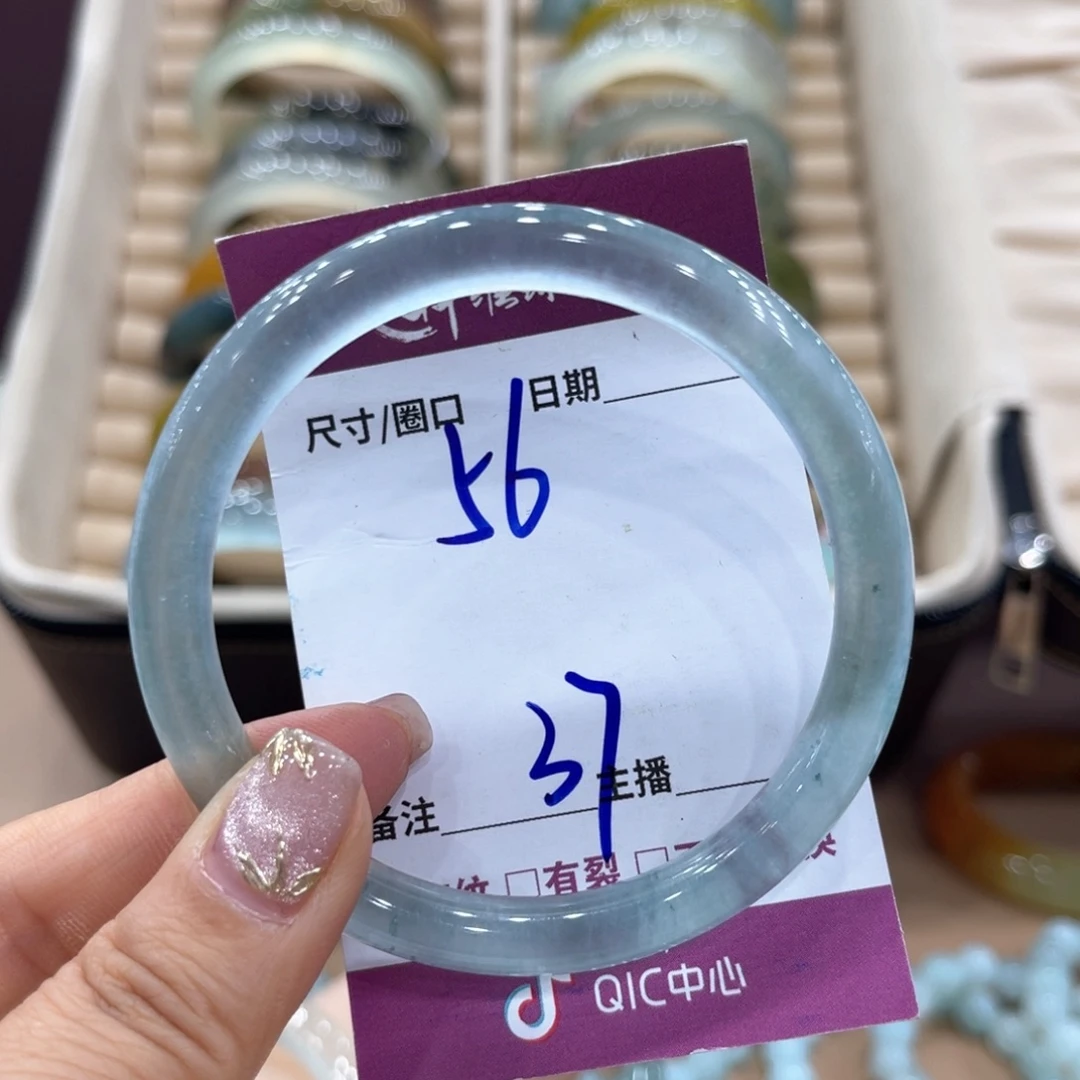 尺寸/圈口 日期
56
37
备注 主播
纹 □有裂 □
QIC中心